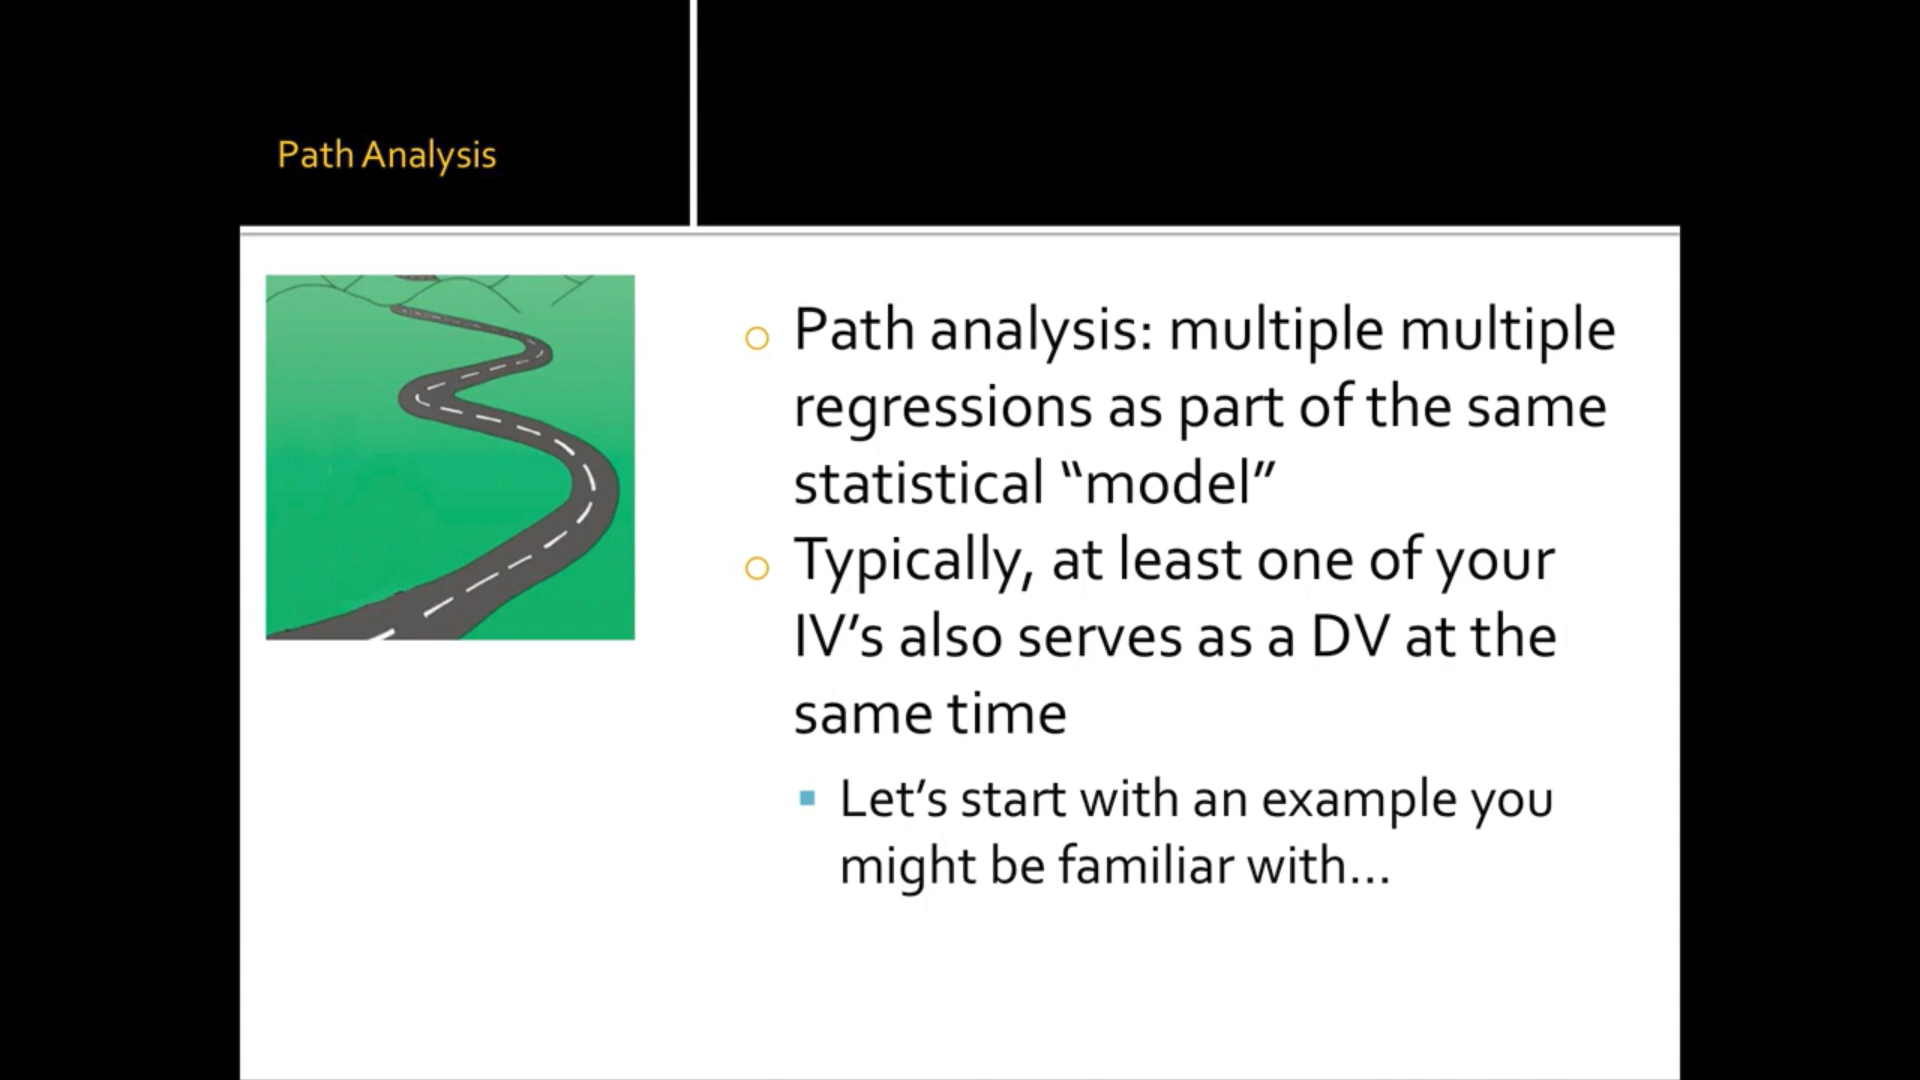 Path Analysis
Path analysis: multiple multiple
regressions as part of the same
statistical “model”
Typically, at least one of your
IV’s also serves as a DV at the
same time
Let’s start with an example you
might be familiar with…